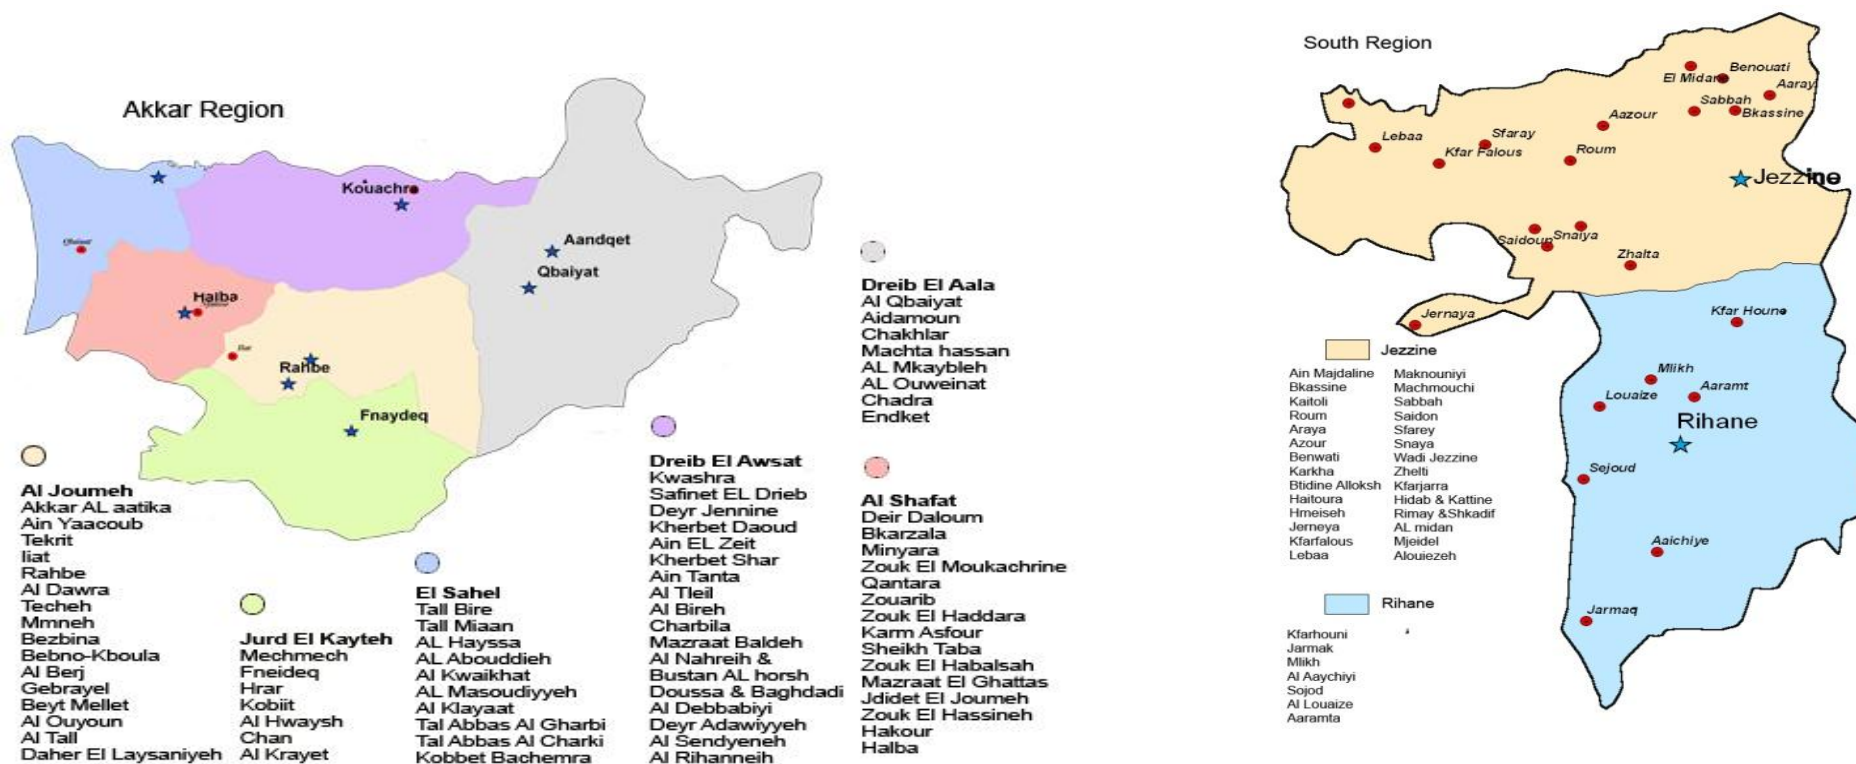 Akkar Region
Kouachre
Aandqet
Qbaiyat
Halba
Rahbe
Fnaydeq
Dreib El Aala
Al Qbaiyat
Aidamoun
Chakhlar
Machta hassan
AL Mkaybleh
AL Ouweinat
Chadra
Endket
Al Joumeh
Akkar AL aatika
Ain Yaacoub
Tekrit
Iiat
Rahbe
Al Dawra
Techeh
Mmneh
Bezbina
Bebno-Kboula
Al Berj
Gebrayel
Beyt Mellet
Al Ouyoun
Al Tall
Daher El Laysaniyeh
Jurd El Kayteh
Mechmech
Fneideq
Hrar
Kobiit
Al Hwaysh
Chan
Al Krayet
El Sahel
Tall Bire
Tall Miaan
AL Hayssa
AL Abouddieh
Al Kwaikhat
AL Masoudiyyeh
Al Klayaat
Tal Abbas Al Gharbi
Tal Abbas Al Charki
Kobbet Bachemra
Dreib El Awsat
Kwashra
Safinet EL Drieb
Deyr Jennine
Kherbet Daoud
Ain EL Zeit
Kherbet Shar
Ain Tanta
Al Tleil
Al Bireh
Charbila
Mazraat Baldeh
Al Nahreih &
Bustan AL horsh
Doussa & Baghdadi
Al Debbabiyi
Deyr Adawiyyeh
Al Sendyeneh
Al Rihanneih
Al Shafat
Deir Daloum
Bkarzala
Minyara
Zouk El Moukachrine
Qantara
Zouarib
Zouk El Haddara
Karm Asfour
Sheikh Taba
Zouk El Habalsah
Mazraat El Ghattas
Jdidet El Joumeh
Zouk El Hassineh
Hakour
Halba
South Region
Benouati
El Midane
Aaray
Sabbah
Bkassine
Aazour
Sfaray
Lebaa
Kfar Falous
Roum
Jezzine
Saidoun
Snaiya
Zhalta
Jernaya
Kfar Houne
Mlikh
Aaramt
Louaize
Rihane
Sejoud
Aaichiye
Jarmaq
Jezzine
Ain Majdaline
Bkassine
Kaitoli
Roum
Araya
Azour
Benwati
Karkha
Btidine Alloksh
Haitoura
Hmeiseh
Jerneya
Kfarfalous
Lebaa
Maknouniyi
Machmouchi
Sabbah
Saidon
Sfarey
Snaya
Wadi Jezzine
Zhelti
Kfarjarra
Hidab & Kattine
Rimay &Shkadif
AL midan
Mjeidel
Alouiezeh
Rihane
Kfarhouni
Jarmak
Mlikh
Al Aaychiyi
Sojod
Al Louaize
Aaramta